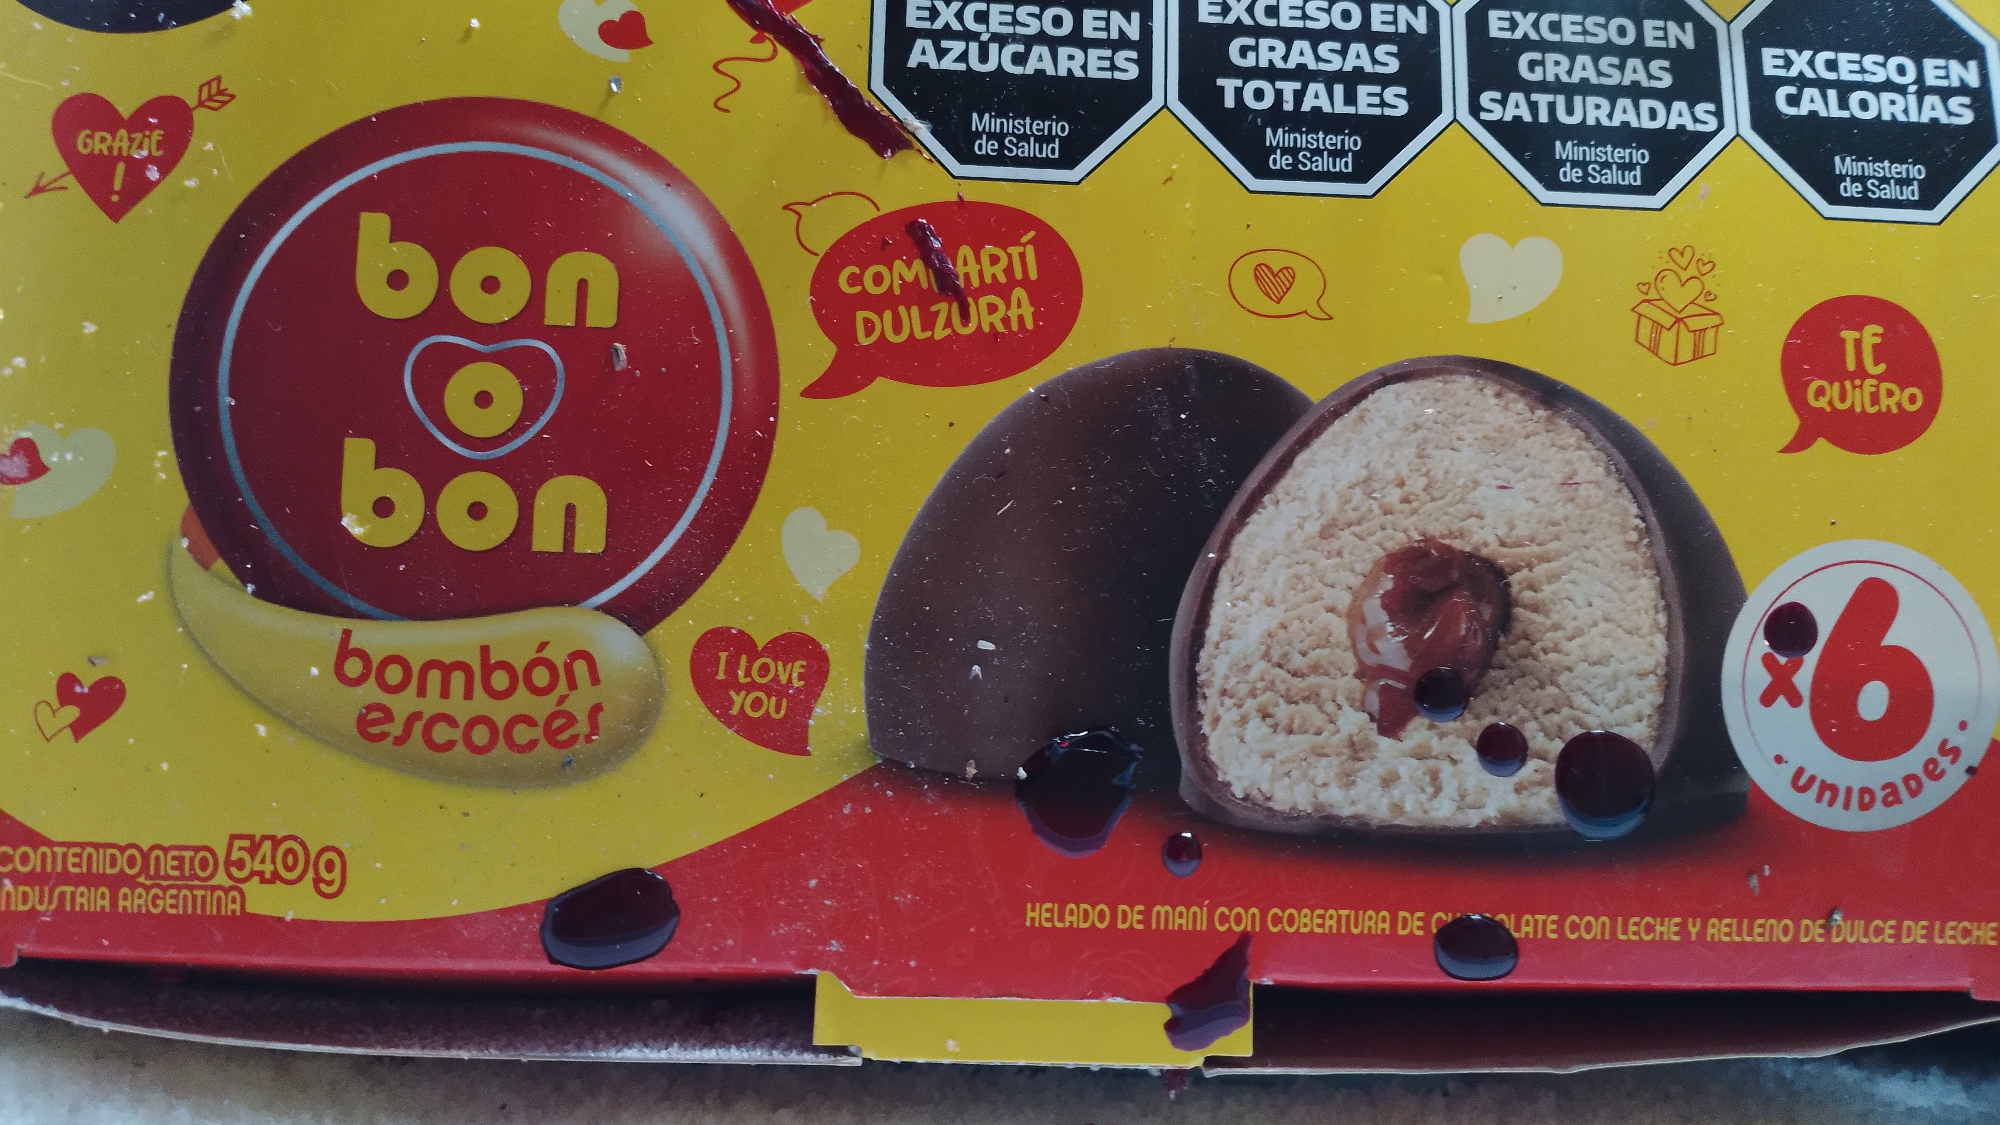 EXCESO EN
AZÚCARES
Ministerio
de Salud
EXCESO EN
GRASAS
TOTALES
Ministerio
de Salud
EXCESO EN
GRASAS
SATURADAS
Ministerio
de Salud
EXCESO EN
CALORÍAS
Ministerio
de Salud
GRAZIE
!
bon
o
bon
bombón
escocés
COMPARTÍ
DULZURA
TE
QUIERO
I LOVE
YOU
x6
UNIDADES
CONTENIDO NETO 540 g
INDUSTRIA ARGENTINA
HELADO DE MANÍ CON COBERTURA DE CHOCOLATE CON LECHE Y RELLENO DE DULCE DE LECHE